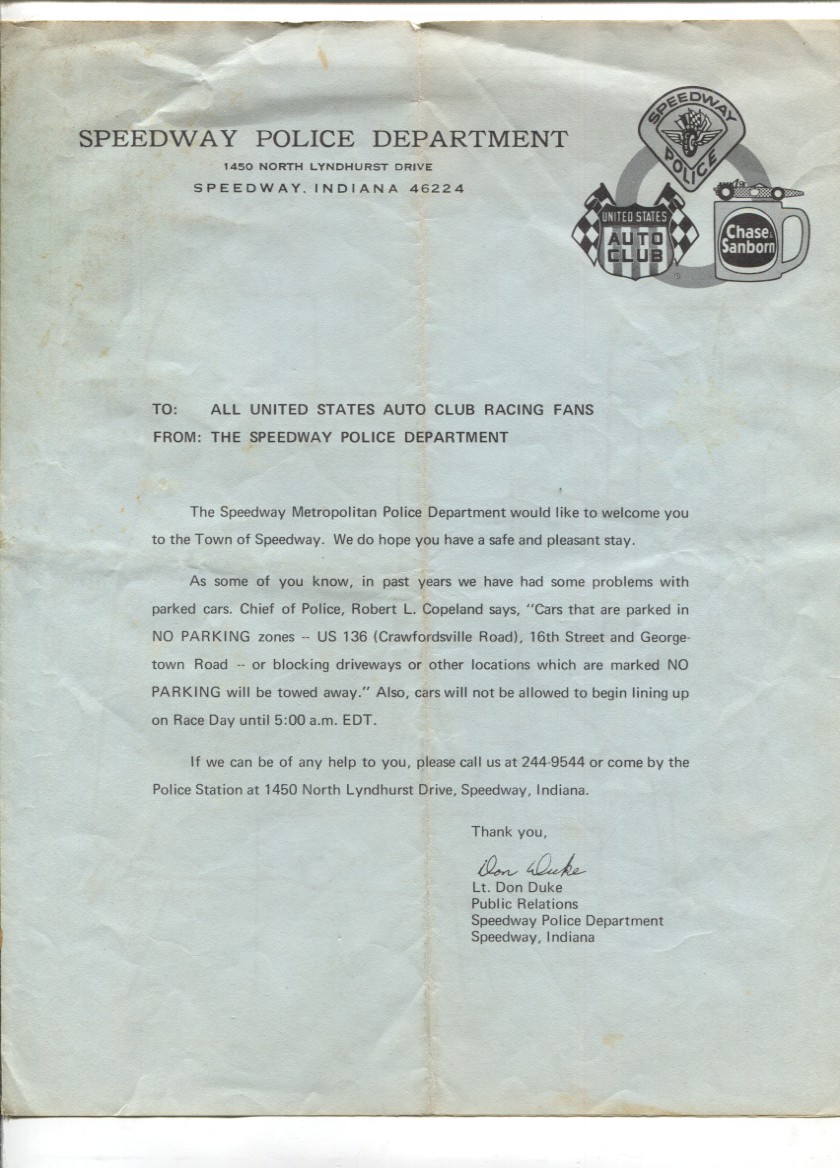 SPEEDWAY POLICE DEPARTMENT
1450 NORTH LYNDHURST DRIVE
SPEEDWAY, INDIANA 46224
SPEEDWAY
POLICE
UNITED STATES
AUTO
CLUB
®
Chase &
Sanborn
TO: ALL UNITED STATES AUTO CLUB RACING FANS
FROM: THE SPEEDWAY POLICE DEPARTMENT
The Speedway Metropolitan Police Department would like to welcome you
to the Town of Speedway. We do hope you have a safe and pleasant stay.
As some of you know, in past years we have had some problems with
parked cars. Chief of Police, Robert L. Copeland says, "Cars that are parked in
NO PARKING zones -- US 136 (Crawfordsville Road), 16th Street and George-
town Road -- or blocking driveways or other locations which are marked NO
PARKING will be towed away." Also, cars will not be allowed to begin lining up
on Race Day until 5:00 a.m. EDT.
If we can be of any help to you, please call us at 244-9544 or come by the
Police Station at 1450 North Lyndhurst Drive, Speedway, Indiana.
Thank you,
Don Duke
Lt. Don Duke
Public Relations
Speedway Police Department
Speedway, Indiana